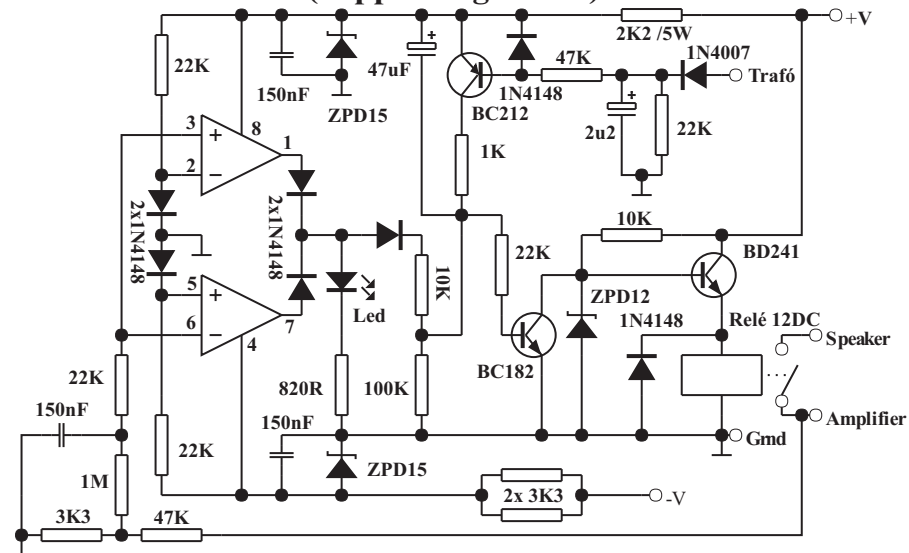 +V
2K2 /5W
1N4007
22K
47uF
+
47K
Trafó
150nF
1N4148
BC212
ZPD15
+
2u2
22K
3
8
+
1
1K
2
−
2x1N4148
2x1N4148
10K
22K
BD241
10K
5
+
ZPD12
6
−
7
Led
1N4148
Relé 12DC
4
Speaker
BC182
22K
820R
100K
150nF
150nF
Amplifier
Grnd
22K
ZPD15
1M
2x 3K3
-V
3K3
47K